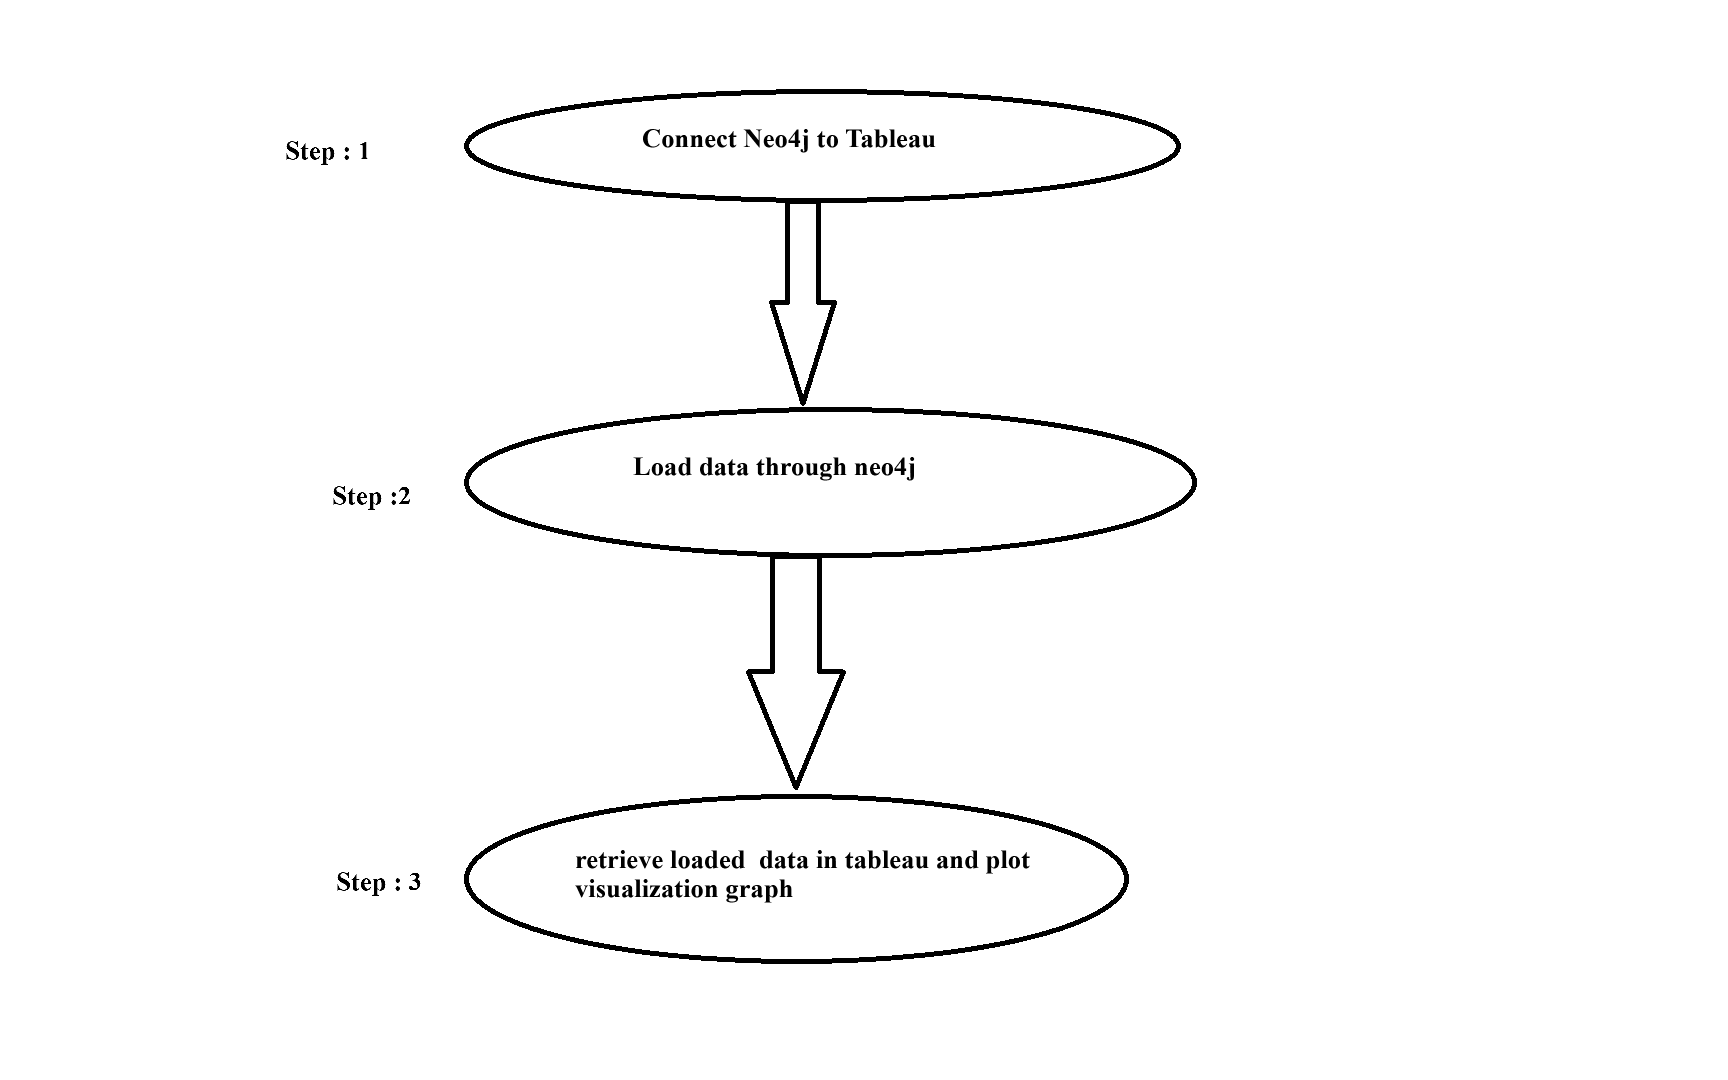 Step : 1
Connect Neo4j to Tableau
Step :2
Load data through neo4j
Step : 3
retrieve loaded  data in tableau and plot
visualization graph